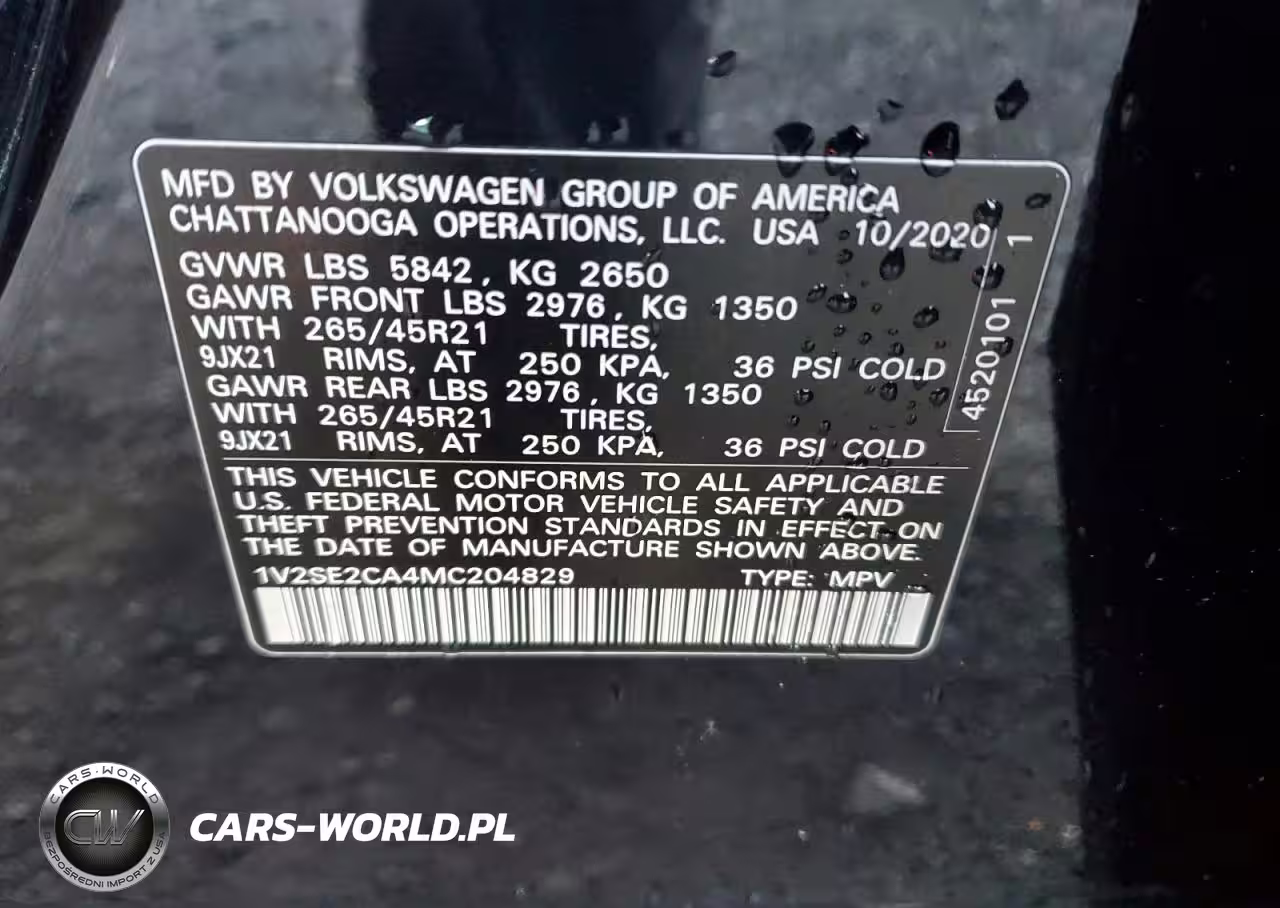 MFD BY VOLKSWAGEN GROUP OF AMERICA
CHATTANOOGA OPERATIONS, LLC. USA 10/2020
GVWR LBS 5842, KG 2650
GAWR FRONT LBS 2976, KG 1350
WITH 265/45R21 TIRES,
9JX21 RIMS, AT 250 KPA, 36 PSI COLD
GAWR REAR LBS 2976, KG 1350
WITH 265/45R21 TIRES,
9JX21 RIMS, AT 250 KPA, 36 PSI COLD
4520101 1
THIS VEHICLE CONFORMS TO ALL APPLICABLE
U.S. FEDERAL MOTOR VEHICLE SAFETY AND
THEFT PREVENTION STANDARDS IN EFFECT ON
THE DATE OF MANUFACTURE SHOWN ABOVE.
1V2SE2CA4MC204829 TYPE: MPV
CARS-WORLD
CW
BEZPOŚREDNI IMPORT Z USA
CARS-WORLD.PL